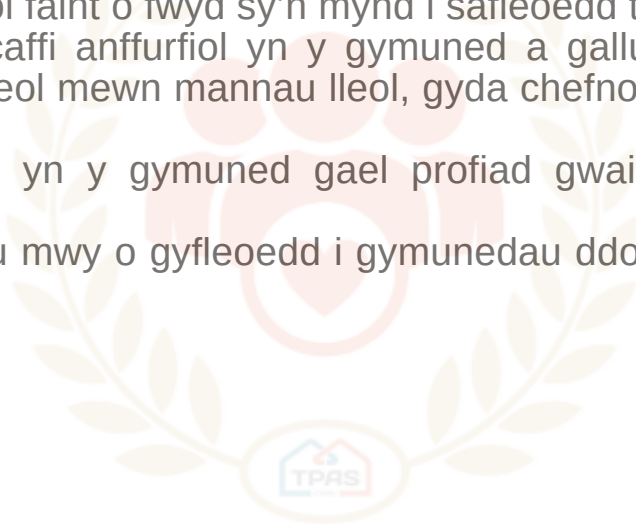 faint o fwyd sy'n mynd i safleoedd
caffi anffurfiol yn y gymuned a gallu
eol mewn mannau lleol, gyda chefno
yn y gymuned gael profiad gwai
u mwy o gyfleoedd i gymunedau ddo
TPAS